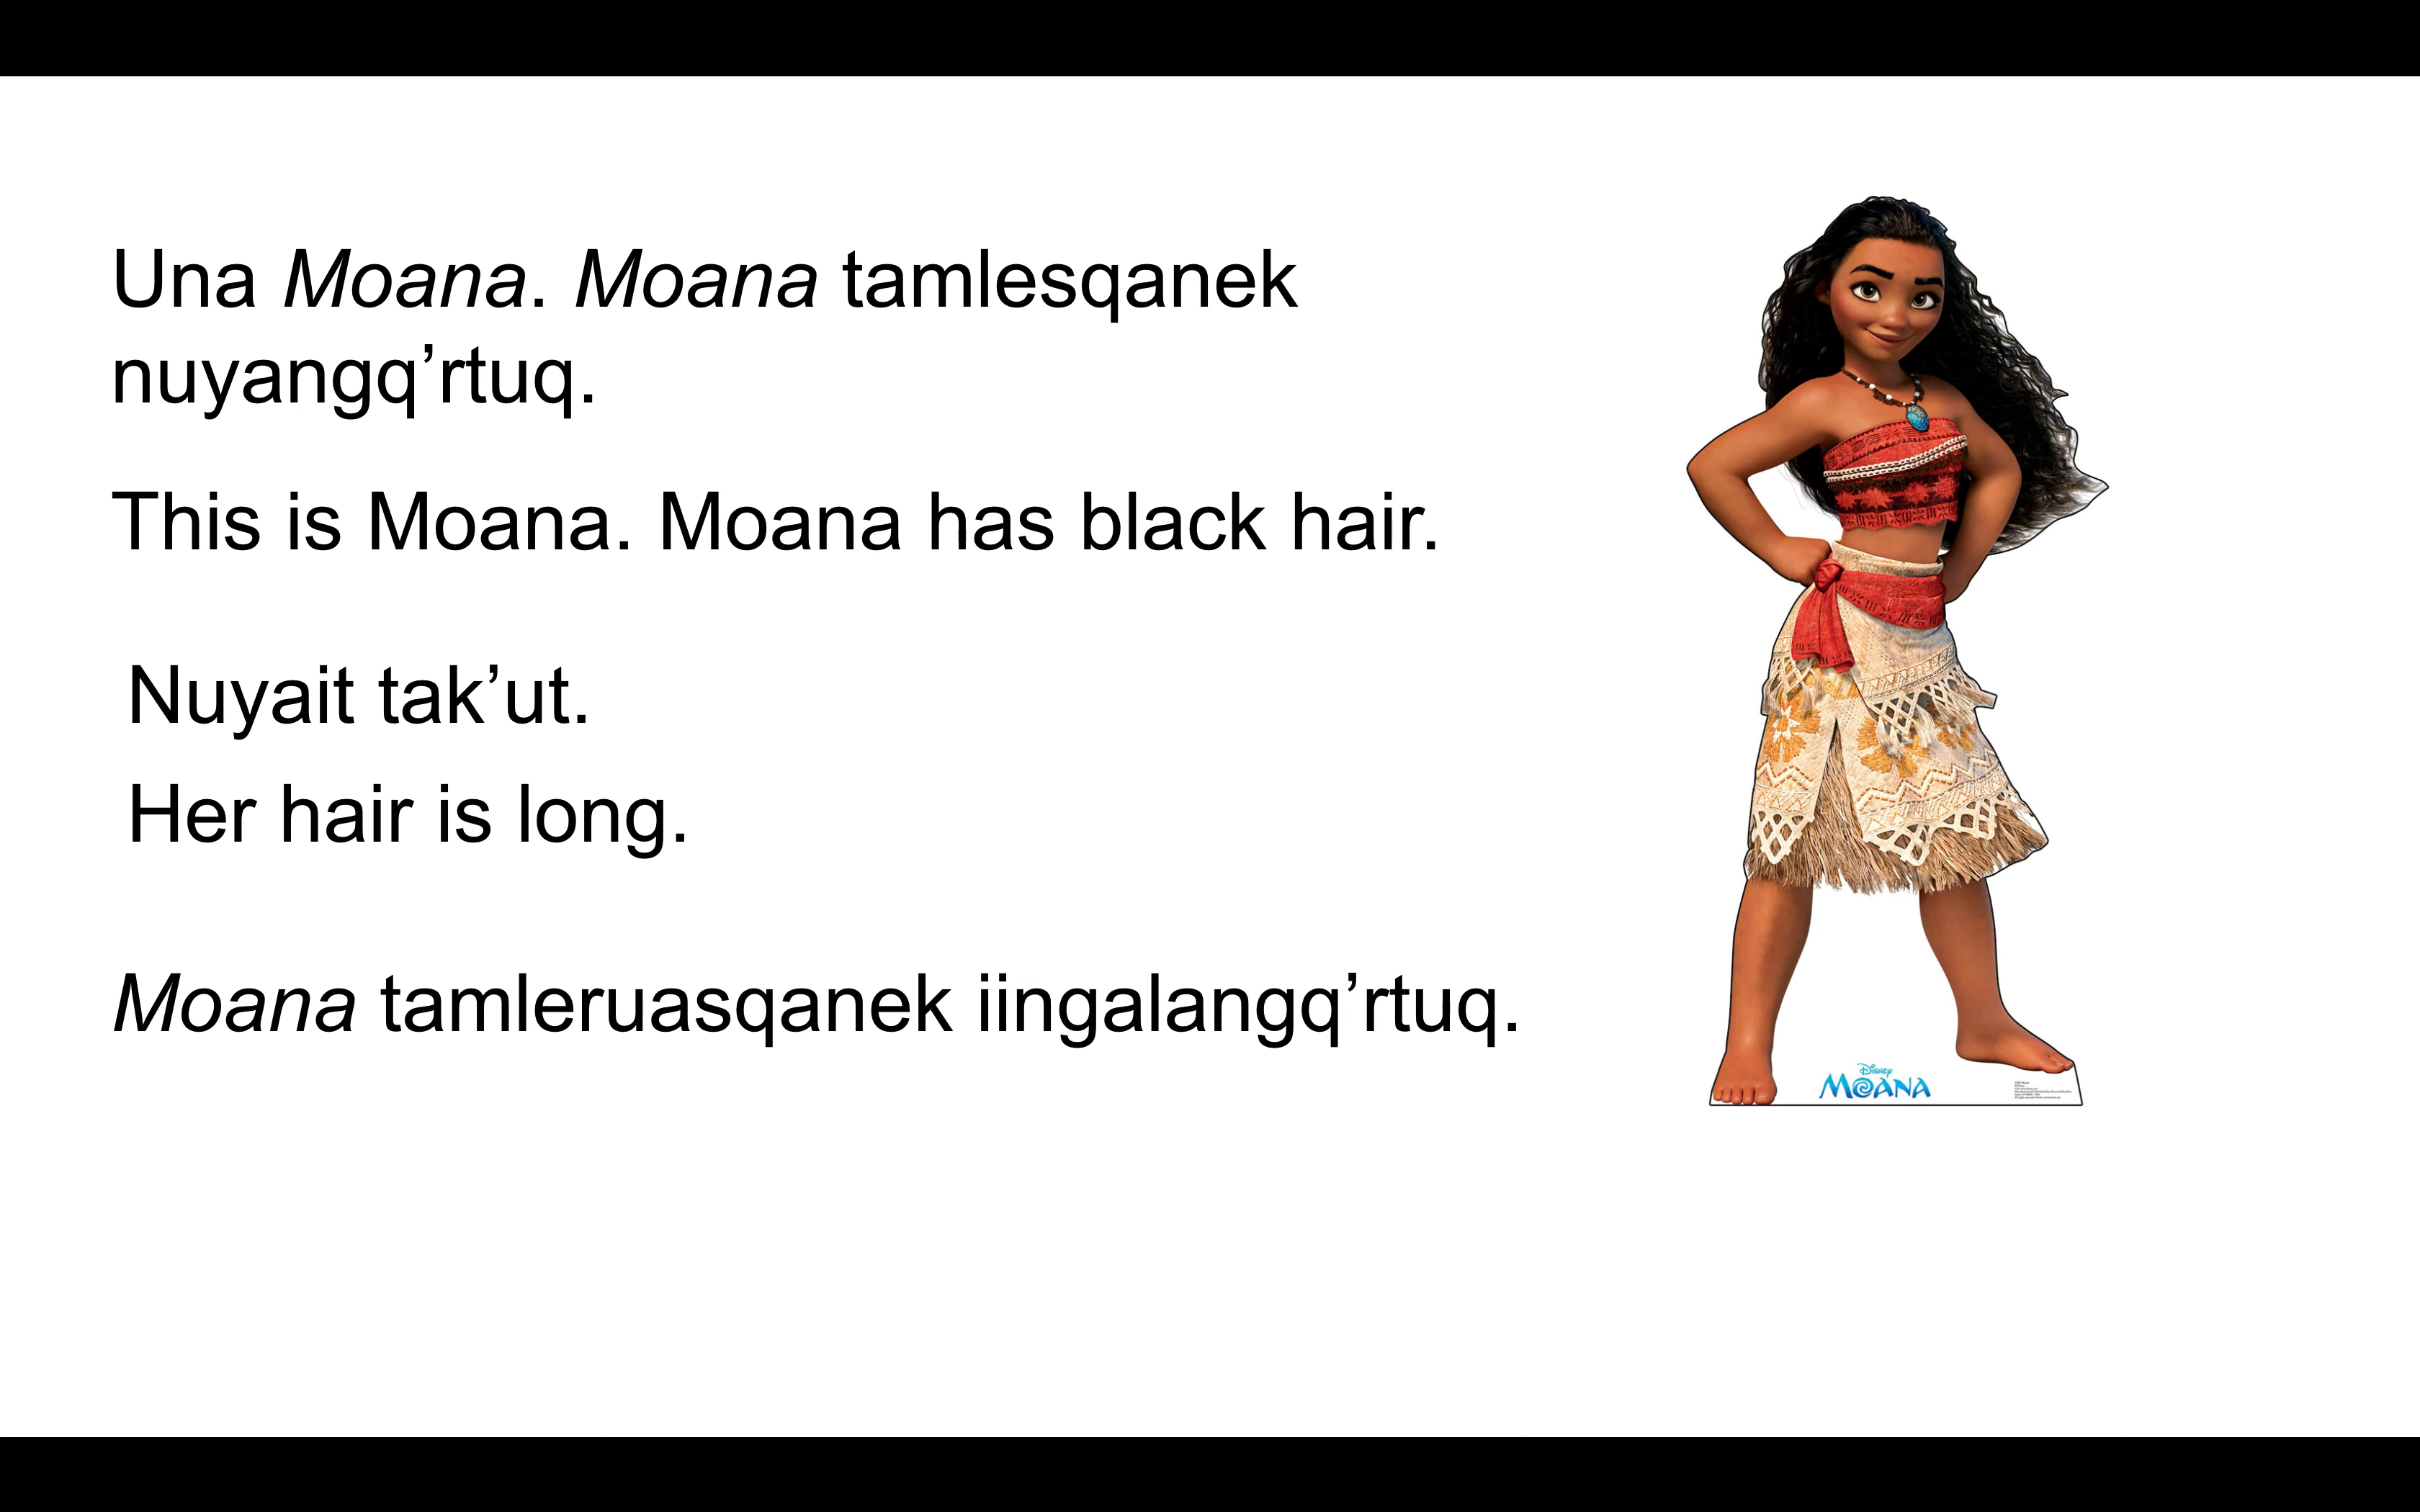 Una Moana. Moana tamlesqanek
nuyangq’rtuq.
This is Moana. Moana has black hair.
Nuyait tak’ut.
Her hair is long.
Moana tamleruasqanek iingalangq’rtuq.
Disney
MOANA